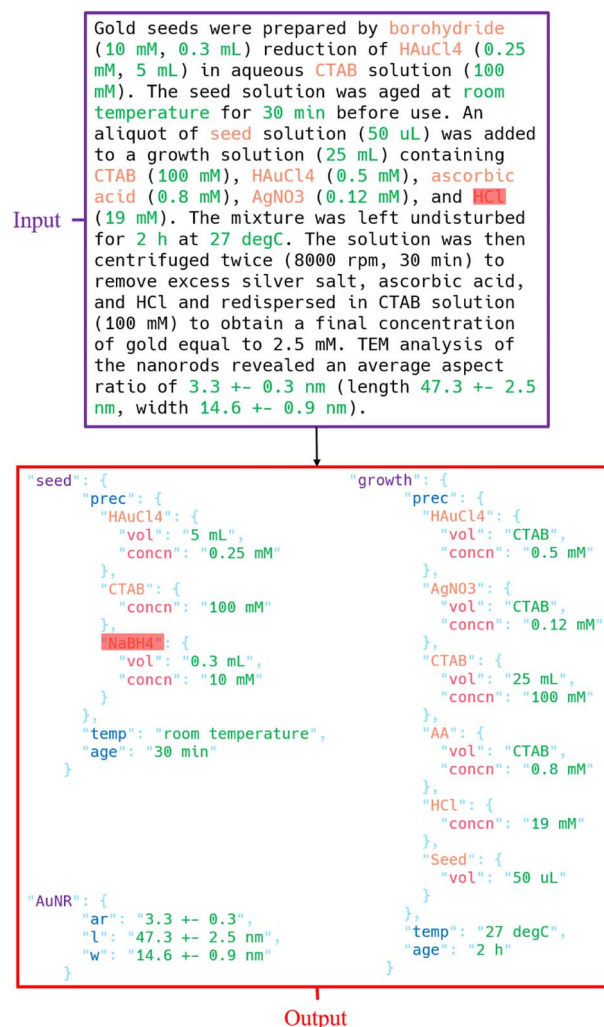 Gold seeds were prepared by borohydride
(10 mM, 0.3 mL) reduction of HAuCl4 (0.25
mM, 5 mL) in aqueous CTAB solution (100
mM). The seed solution was aged at room
temperature for 30 min before use. An
aliquot of seed solution (50 uL) was added
to a growth solution (25 mL) containing
CTAB (100 mM), HAuCl4 (0.5 mM), ascorbic
acid (0.8 mM), AgNO3 (0.12 mM), and HCl
(19 mM). The mixture was left undisturbed
for 2 h at 27 degC. The solution was then
centrifuged twice (8000 rpm, 30 min) to
remove excess silver salt, ascorbic acid,
and HCl and redispersed in CTAB solution
(100 mM) to obtain a final concentration
of gold equal to 2.5 mM. TEM analysis of
the nanorods revealed an average aspect
ratio of 3.3 +- 0.3 nm (length 47.3 +- 2.5
nm, width 14.6 +- 0.9 nm).
Input
"seed": {
"prec": {
"HAuCl4": {
"vol": "5 mL",
"concn": "0.25 mM"
},
"CTAB": {
"concn": "100 mM"
},
"NaBH4": {
"vol": "0.3 mL",
"concn": "10 mM"
}
},
"temp": "room temperature",
"age": "30 min"
}
"AuNR": {
"ar": "3.3 +- 0.3",
"l": "47.3 +- 2.5 nm",
"w": "14.6 +- 0.9 nm"
}
"growth": {
"prec": {
"HAuCl4": {
"vol": "CTAB",
"concn": "0.5 mM"
},
"AgNO3": {
"vol": "CTAB",
"concn": "0.12 mM"
},
"CTAB": {
"vol": "25 mL",
"concn": "100 mM"
},
"AA": {
"vol": "CTAB",
"concn": "0.8 mM"
},
"HCl": {
"concn": "19 mM"
},
"Seed": {
"vol": "50 uL"
}
},
"temp": "27 degC",
"age": "2 h"
}
Output